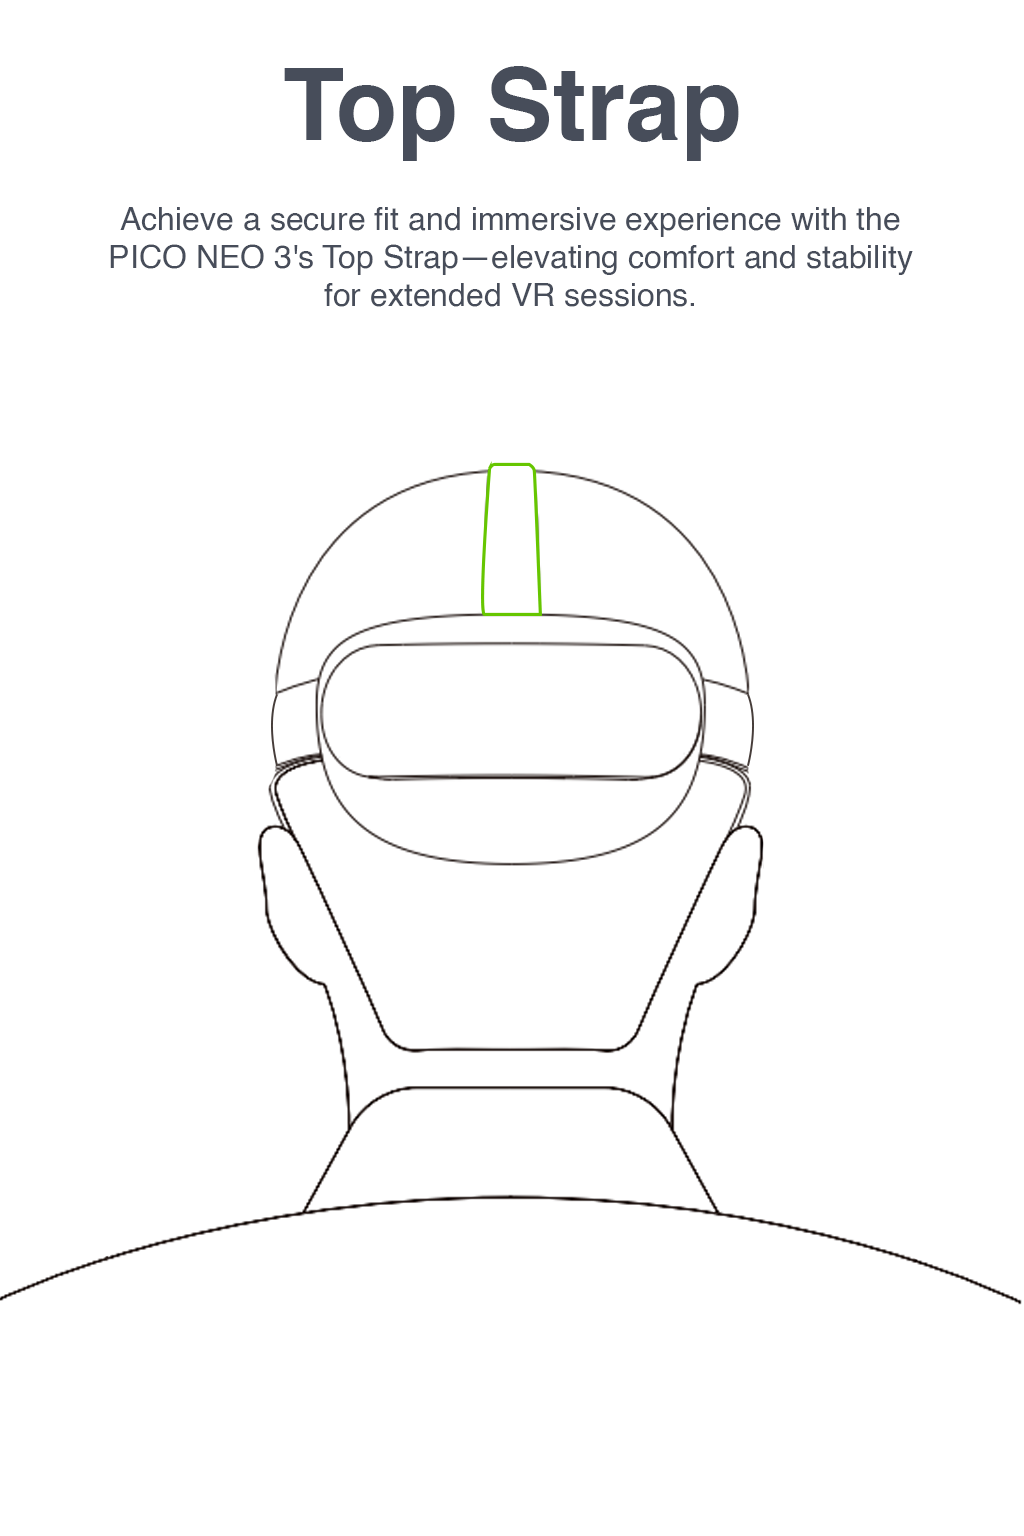 Top Strap
Achieve a secure fit and immersive experience with the
PICO NEO 3's Top Strap—elevating comfort and stability
for extended VR sessions.